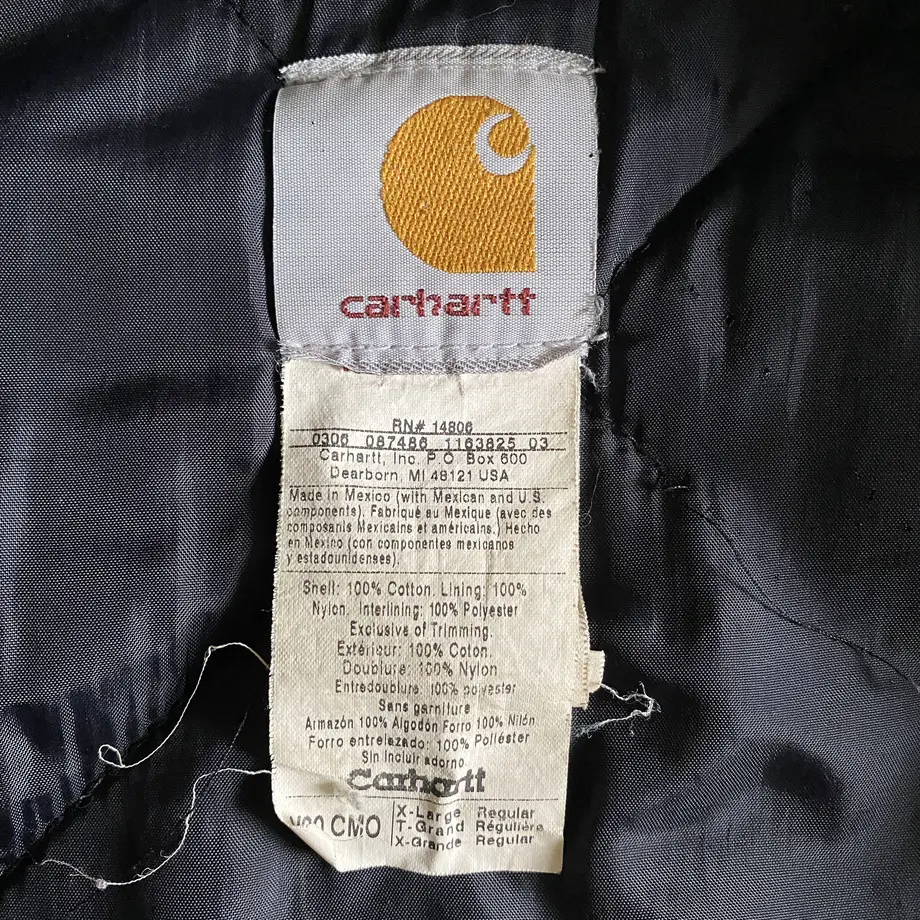 carhartt
RN# 14806
0306 087486 1163825 03
Carhartt, Inc. P.O. Box 600
Dearborn, MI 48121 USA
Made in Mexico (with Mexican and U.S.
components). Fabriqué au Mexique (avec des
composants Mexicains et américains.) Hecho
en Mexico (con componentes mexicanos
y estadounidenses).
Shell: 100% Cotton. Lining: 100%
Nylon. Interlining: 100% Polyester
Exclusive of Trimming.
Extérieur: 100% Coton.
Doublure: 100% Nylon
Entredoublure: 100% polyester
Sans garniture
Armazón 100% Algodón Forro 100% Nilón
Forro entrelazado: 100% Poliéster
Sin incluir adorno
Carhartt
CMO
X-Large Regular
T-Grand Régulière
X-Grande Regular